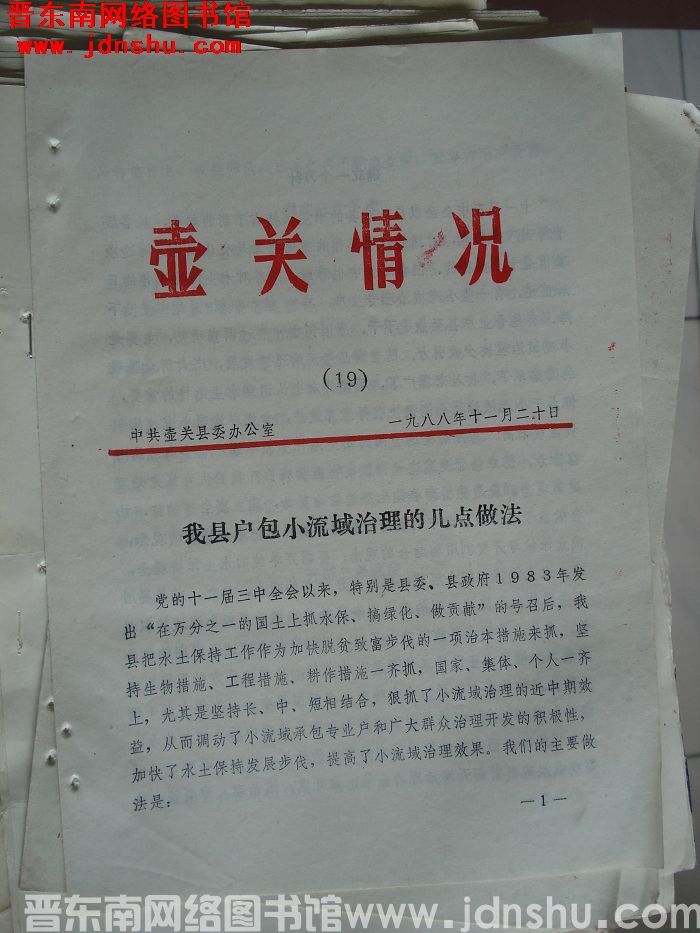 晋东南网络图书馆
www.jdnshu.com
壶关情况
(19)
中共壶关县委办公室 一九八八年十一月二十日
我县户包小流域治理的几点做法
党的十一届三中全会以来，特别是县委、县政府1983年发
出“在万分之一的国土上抓水保、搞绿化、做贡献”的号召后，我
县把水土保持工作作为加快脱贫致富步伐的一项治本措施来抓，坚
持生物措施、工程措施、耕作措施一齐抓，国家、集体、个人一齐
上，尤其是坚持长、中、短相结合，狠抓了小流域治理的近中期效
益，从而调动了小流域承包专业户和广大群众治理开发的积极性，
加快了水土保持发展步伐，提高了小流域治理效果。我们的主要做
法是：
—1—
晋东南网络图书馆www.jdnshu.com